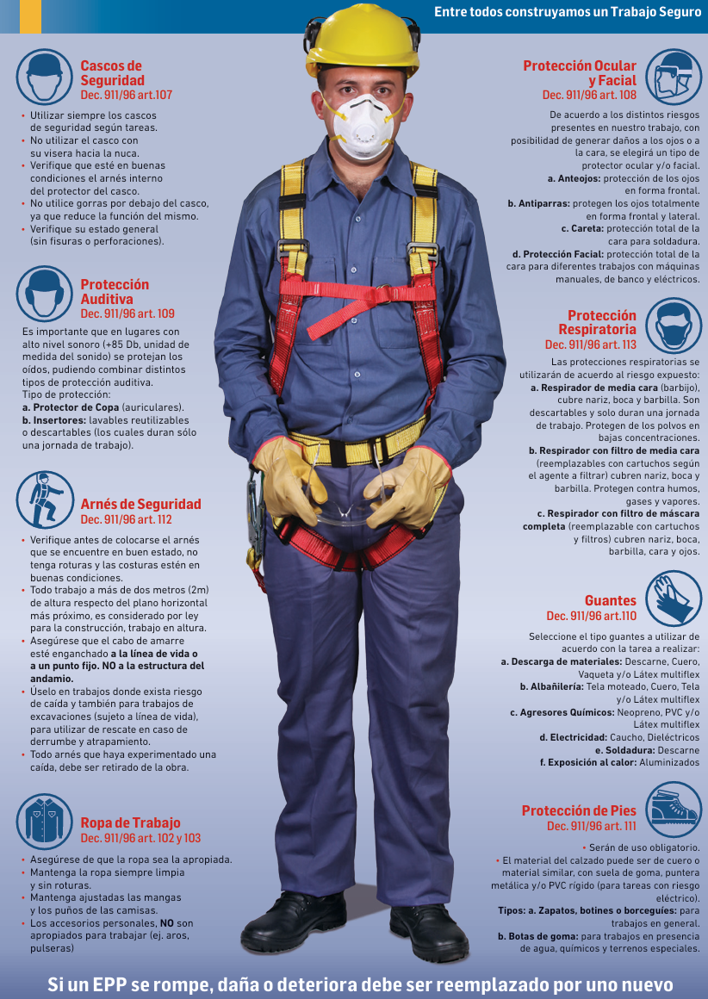 Entre todos construyamos un Trabajo Seguro
Cascos de
Seguridad
Dec. 911/96 art.107
• Utilizar siempre los cascos
de seguridad según tareas.
• No utilizar el casco con
su visera hacia la nuca.
• Verifique que esté en buenas
condiciones el arnés interno
del protector del casco.
• No utilice gorras por debajo del casco,
ya que reduce la función del mismo.
• Verifique su estado general
(sin fisuras o perforaciones).
Protección
Auditiva
Dec. 911/96 art. 109
Es importante que en lugares con
alto nivel sonoro (+85 Db, unidad de
medida del sonido) se protejan los
oídos, pudiendo combinar distintos
tipos de protección auditiva.
Tipo de protección:
a. Protector de Copa (auriculares).
b. Insertores: lavables reutilizables
o descartables (los cuales duran sólo
una jornada de trabajo).
Arnés de Seguridad
Dec. 911/96 art. 112
• Verifique antes de colocarse el arnés
que se encuentre en buen estado, no
tenga roturas y las costuras estén en
buenas condiciones.
• Todo trabajo a más de dos metros (2m)
de altura respecto del plano horizontal
más próximo, es considerado por ley
para la construcción, trabajo en altura.
• Asegúrese que el cabo de amarre
esté enganchado a la línea de vida o
a un punto fijo. NO a la estructura del
andamio.
• Úselo en trabajos donde exista riesgo
de caída y también para trabajos de
excavaciones (sujeto a línea de vida),
para utilizar de rescate en caso de
derrumbe y atrapamiento.
• Todo arnés que haya experimentado una
caída, debe ser retirado de la obra.
Ropa de Trabajo
Dec. 911/96 art. 102 y 103
• Asegúrese de que la ropa sea la apropiada.
• Mantenga la ropa siempre limpia
y sin roturas.
• Mantenga ajustadas las mangas
y los puños de las camisas.
• Los accesorios personales, NO son
apropiados para trabajar (ej. aros,
pulseras)
Protección Ocular
y Facial
Dec. 911/96 art. 108
De acuerdo a los distintos riesgos
presentes en nuestro trabajo, con
posibilidad de generar daños a los ojos o a
la cara, se elegirá un tipo de
protector ocular y/o facial.
a. Anteojos: protección de los ojos
en forma frontal.
b. Antiparras: protegen los ojos totalmente
en forma frontal y lateral.
c. Careta: protección total de la
cara para soldadura.
d. Protección Facial: protección total de la
cara para diferentes trabajos con máquinas
manuales, de banco y eléctricos.
Protección
Respiratoria
Dec. 911/96 art. 113
Las protecciones respiratorias se
utilizarán de acuerdo al riesgo expuesto:
a. Respirador de media cara (barbijo),
cubre nariz, boca y barbilla. Son
descartables y solo duran una jornada
de trabajo. Protegen de los polvos en
bajas concentraciones.
b. Respirador con filtro de media cara
(reemplazables con cartuchos según
el agente a filtrar) cubren nariz, boca y
barbilla. Protegen contra humos,
gases y vapores.
c. Respirador con filtro de máscara
completa (reemplazable con cartuchos
y filtros) cubren nariz, boca,
barbilla, cara y ojos.
Guantes
Dec. 911/96 art.110
Seleccione el tipo guantes a utilizar de
acuerdo con la tarea a realizar:
a. Descarga de materiales: Descarne, Cuero,
Vaqueta y/o Látex multiflex
b. Albañilería: Tela moteado, Cuero, Tela
y/o Látex multiflex
c. Agresores Químicos: Neopreno, PVC y/o
Látex multiflex
d. Electricidad: Caucho, Dieléctricos
e. Soldadura: Descarne
f. Exposición al calor: Aluminizados
Protección de Pies
Dec. 911/96 art. 111
• Serán de uso obligatorio.
• El material del calzado puede ser de cuero o
material similar, con suela de goma, puntera
metálica y/o PVC rígido (para tareas con riesgo
eléctrico).
Tipos: a. Zapatos, botines o borceguíes: para
trabajos en general.
b. Botas de goma: para trabajos en presencia
de agua, químicos y terrenos especiales.
Si un EPP se rompe, daña o deteriora debe ser reemplazado por uno nuevo